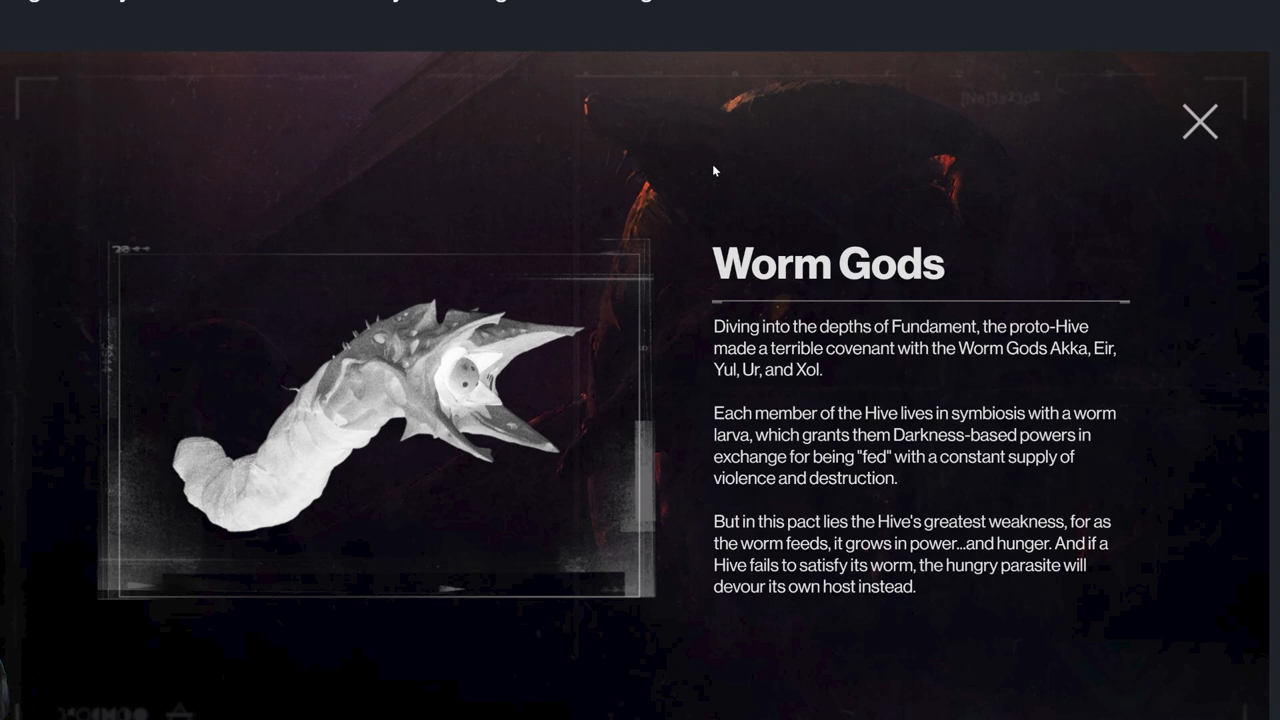 Worm Gods
Diving into the depths of Fundament, the proto-Hive
made a terrible covenant with the Worm Gods Akka, Eir,
Yul, Ur, and Xol.
Each member of the Hive lives in symbiosis with a worm
larva, which grants them Darkness-based powers in
exchange for being "fed" with a constant supply of
violence and destruction.
But in this pact lies the Hive's greatest weakness, for as
the worm feeds, it grows in power...and hunger. And if a
Hive fails to satisfy its worm, the hungry parasite will
devour its own host instead.